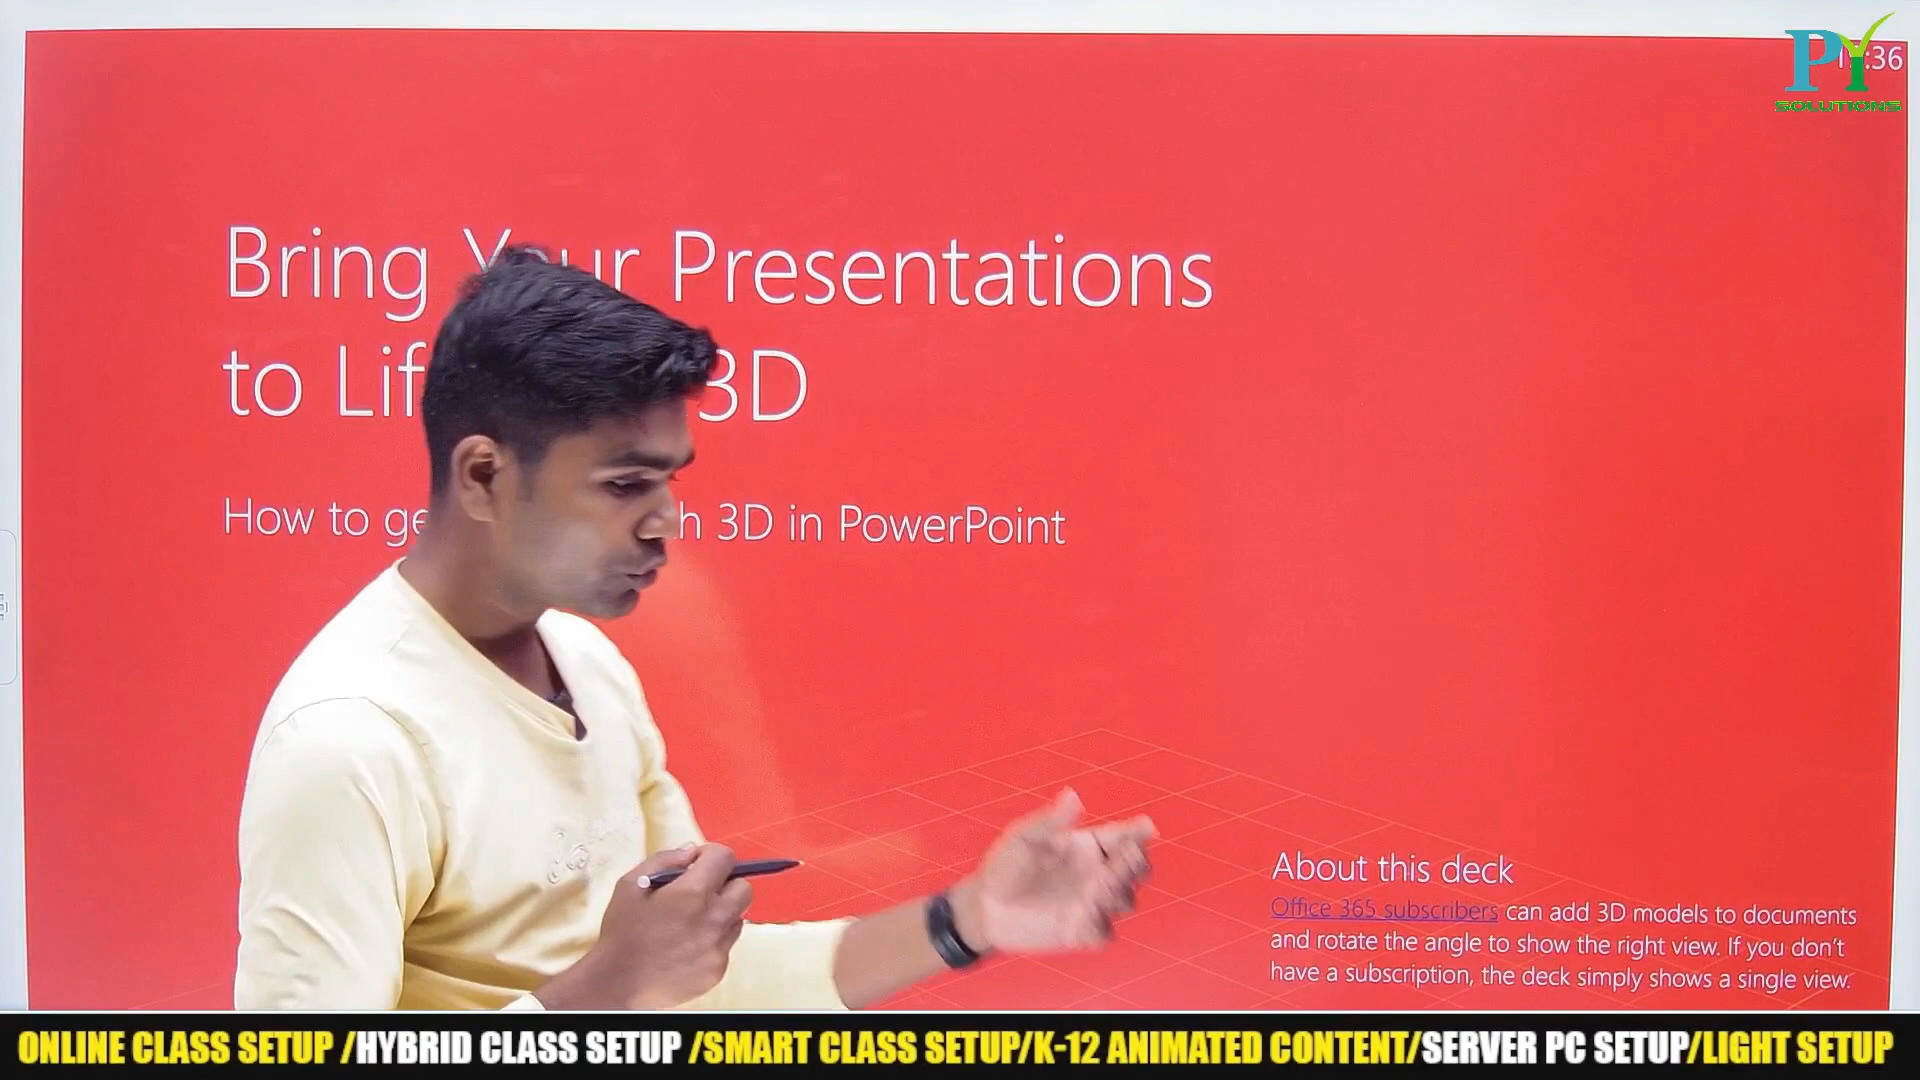 PY
SOLUTIONS
:36
Bring Presentations
to 3D
How to 3D in PowerPoint
About this deck
Office 365 subscribers can add 3D models to documents
and rotate the angle to show the right view. If you don't
have a subscription, the deck simply shows a single view.
ONLINE CLASS SETUP /HYBRID CLASS SETUP /SMART CLASS SETUP/K-12 ANIMATED CONTENT/SERVER PC SETUP/LIGHT SETUP